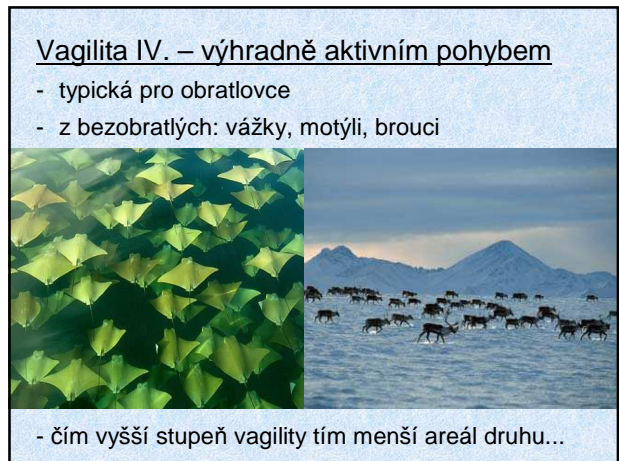 Vagilita IV. – výhradně aktivním pohybem
- typická pro obratlovce
- z bezobratlých: vážky, motýli, brouci
- čím vyšší stupeň vagility tím menší areál druhu...